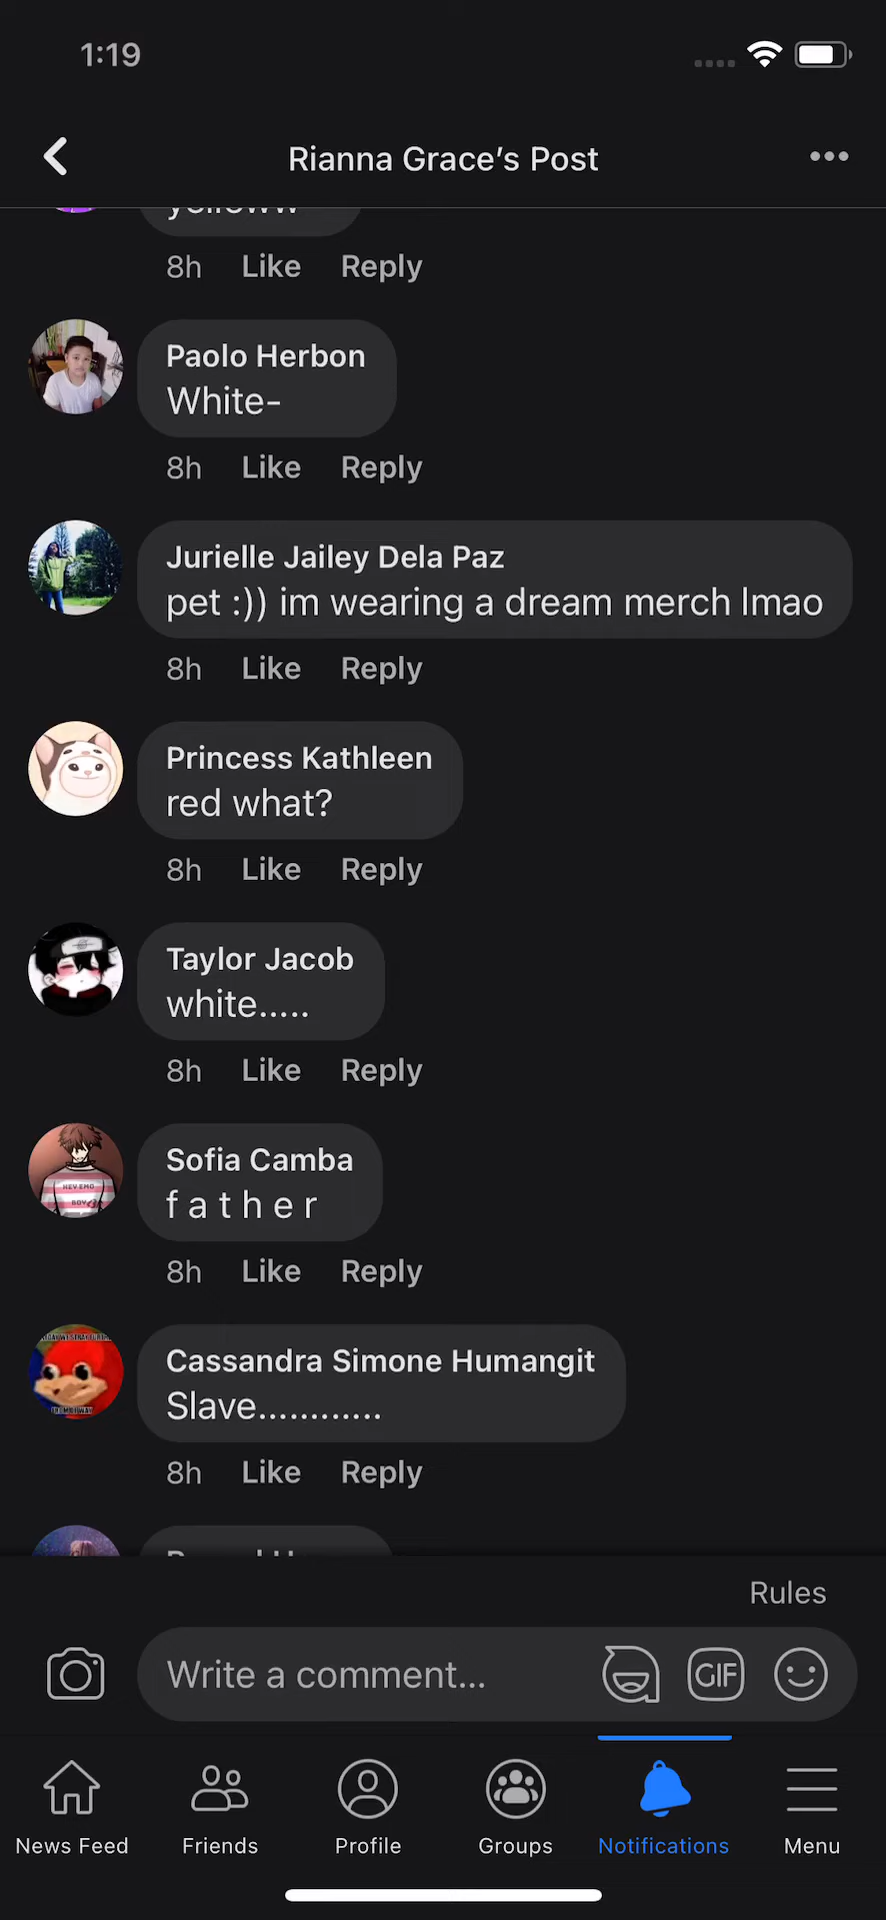 1:19
Rianna Grace's Post
8h Like Reply
Paolo Herbon
White-
8h Like Reply
Jurielle Jailey Dela Paz
pet :)) im wearing a dream merch lmao
8h Like Reply
Princess Kathleen
red what?
8h Like Reply
Taylor Jacob
white.....
8h Like Reply
Sofia Camba
f a t h e r
8h Like Reply
Cassandra Simone Humangit
Slave............
8h Like Reply
Rules
Write a comment...
GIF
News Feed Friends Profile Groups Notifications Menu